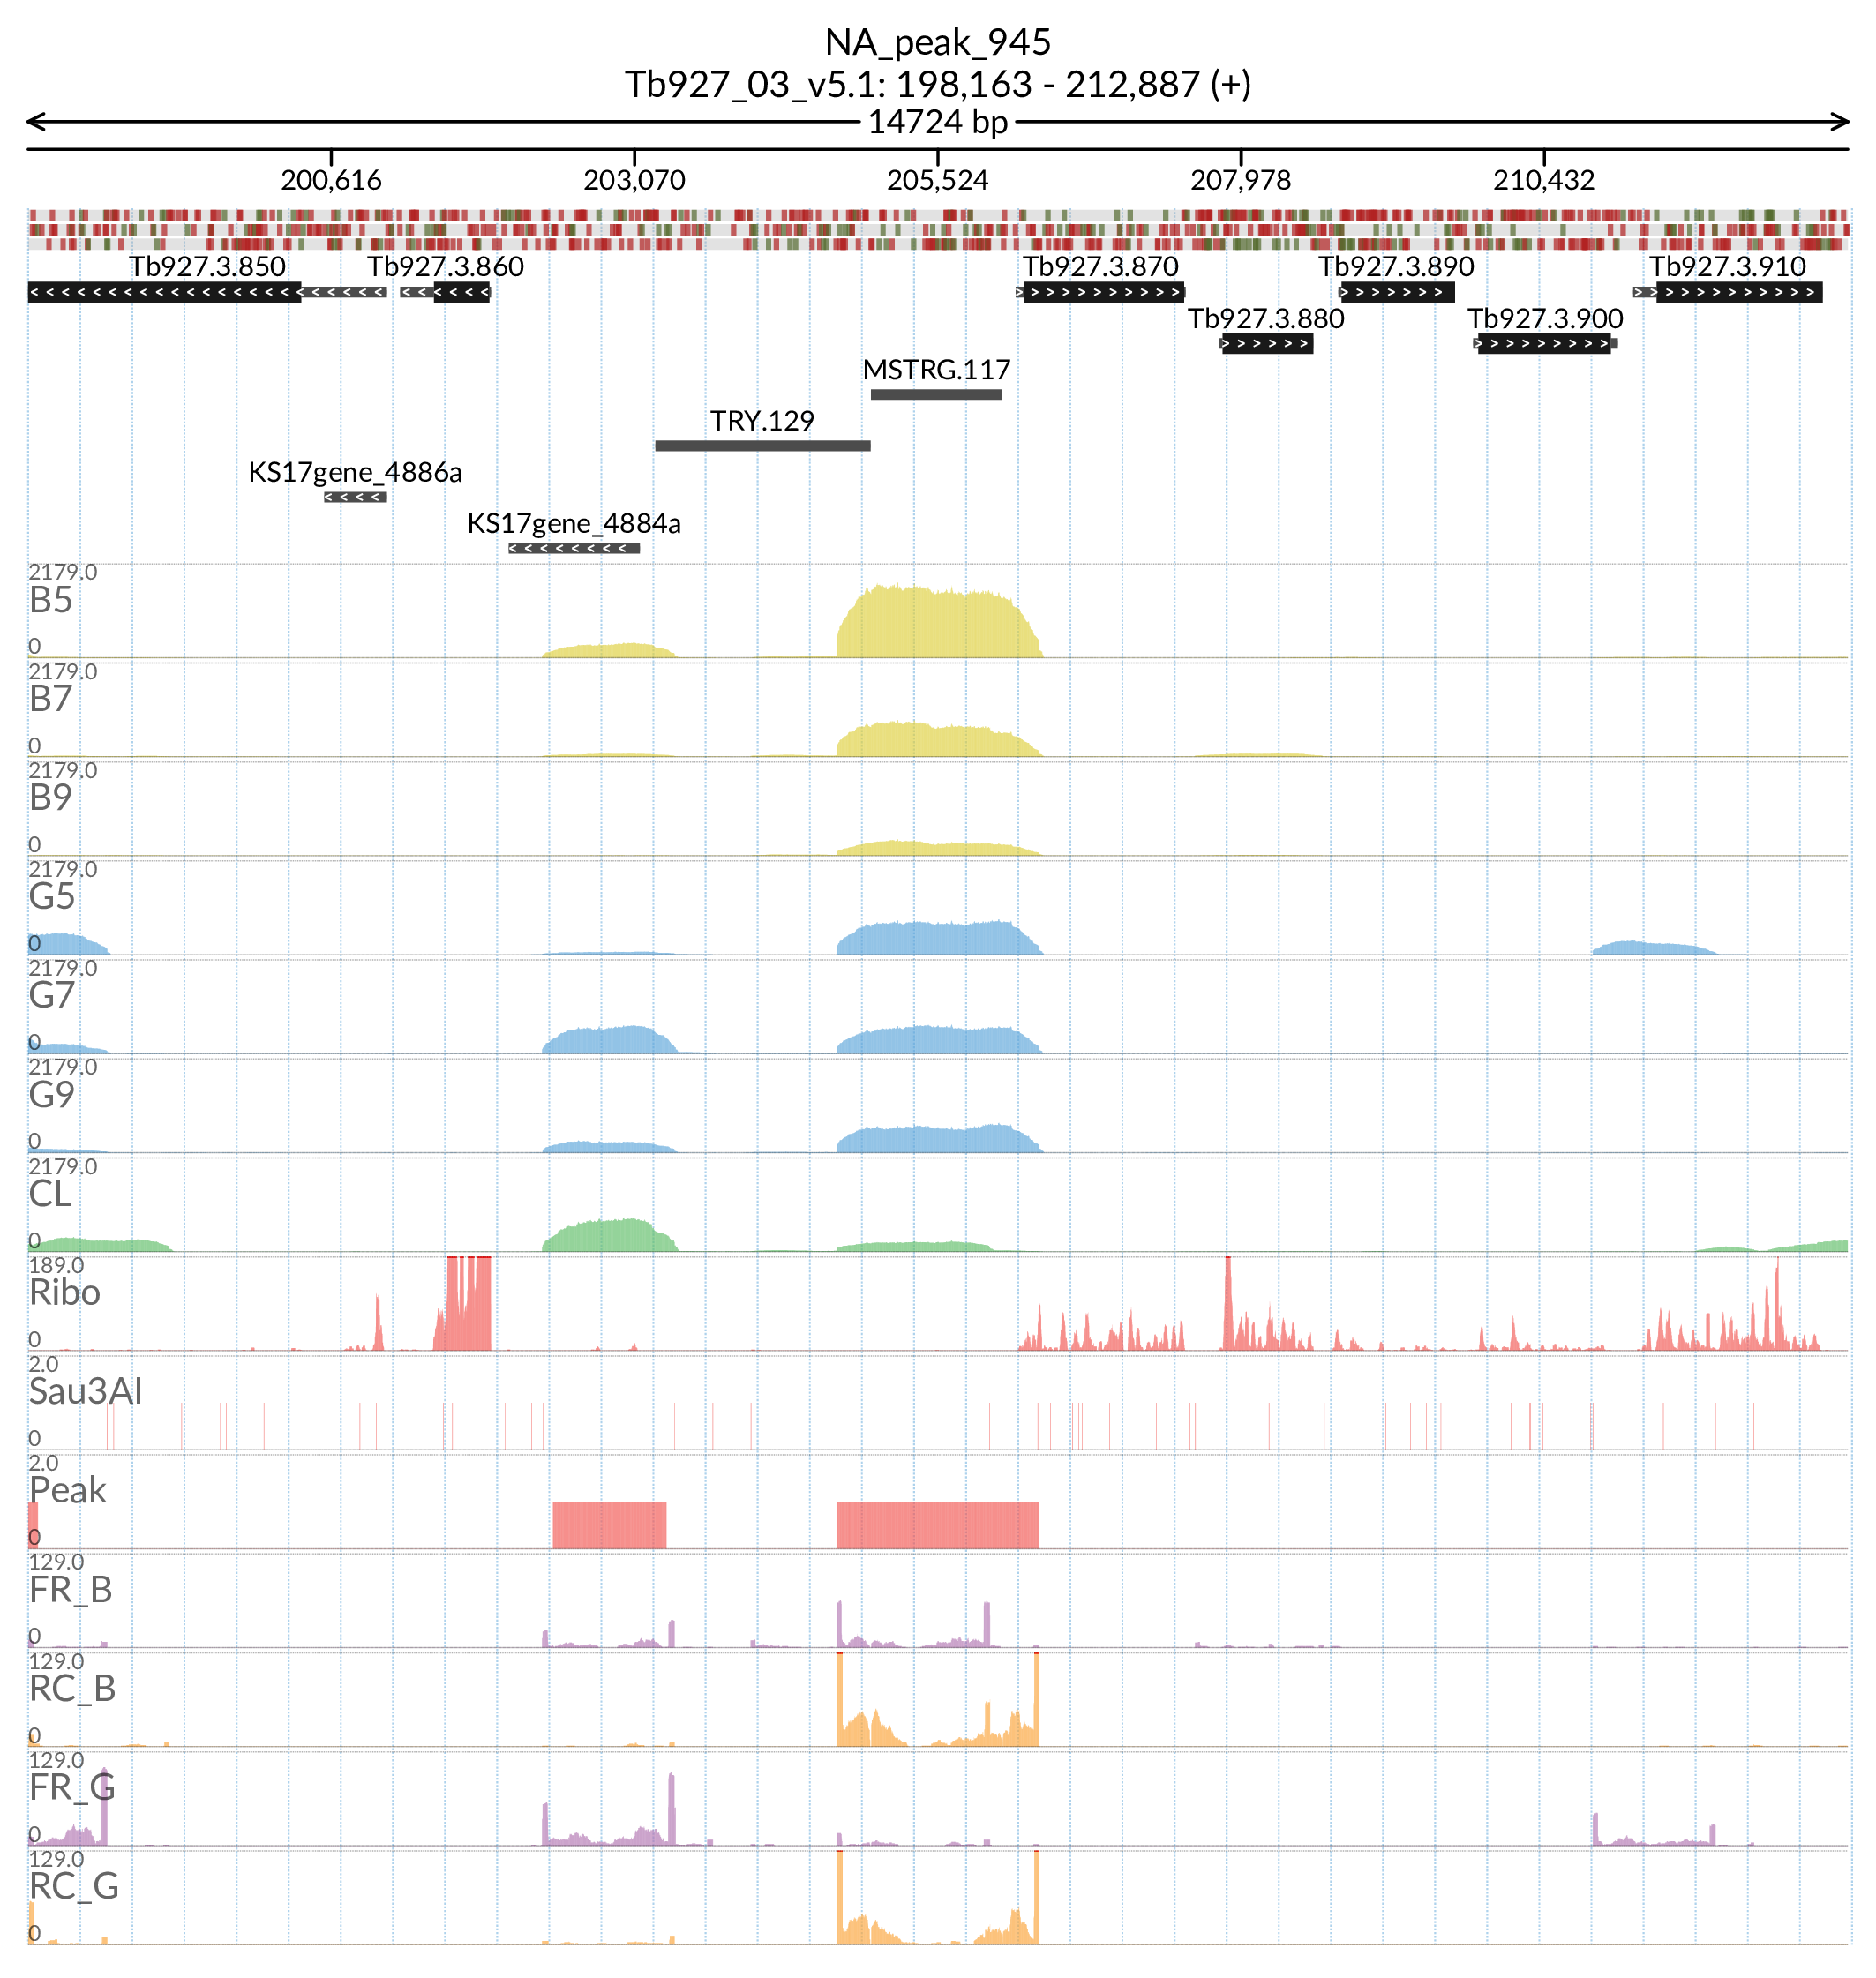 NA_peak_945
Tb927_03_v5.1: 198,163 - 212,887 (+)
14724 bp
200,616 203,070 205,524 207,978 210,432
Tb927.3.850 Tb927.3.860 Tb927.3.870 Tb927.3.890 Tb927.3.910
Tb927.3.880 Tb927.3.900
MSTRG.117
TRY.129
KS17gene_4886a
KS17gene_4884a
2179.0
B5
0
2179.0
B7
0
2179.0
B9
0
2179.0
G5
0
2179.0
G7
0
2179.0
G9
0
2179.0
CL
0
189.0
Ribo
0
2.0
Sau3AI
0
2.0
Peak
0
129.0
FR_B
0
129.0
RC_B
0
129.0
FR_G
0
129.0
RC_G
0